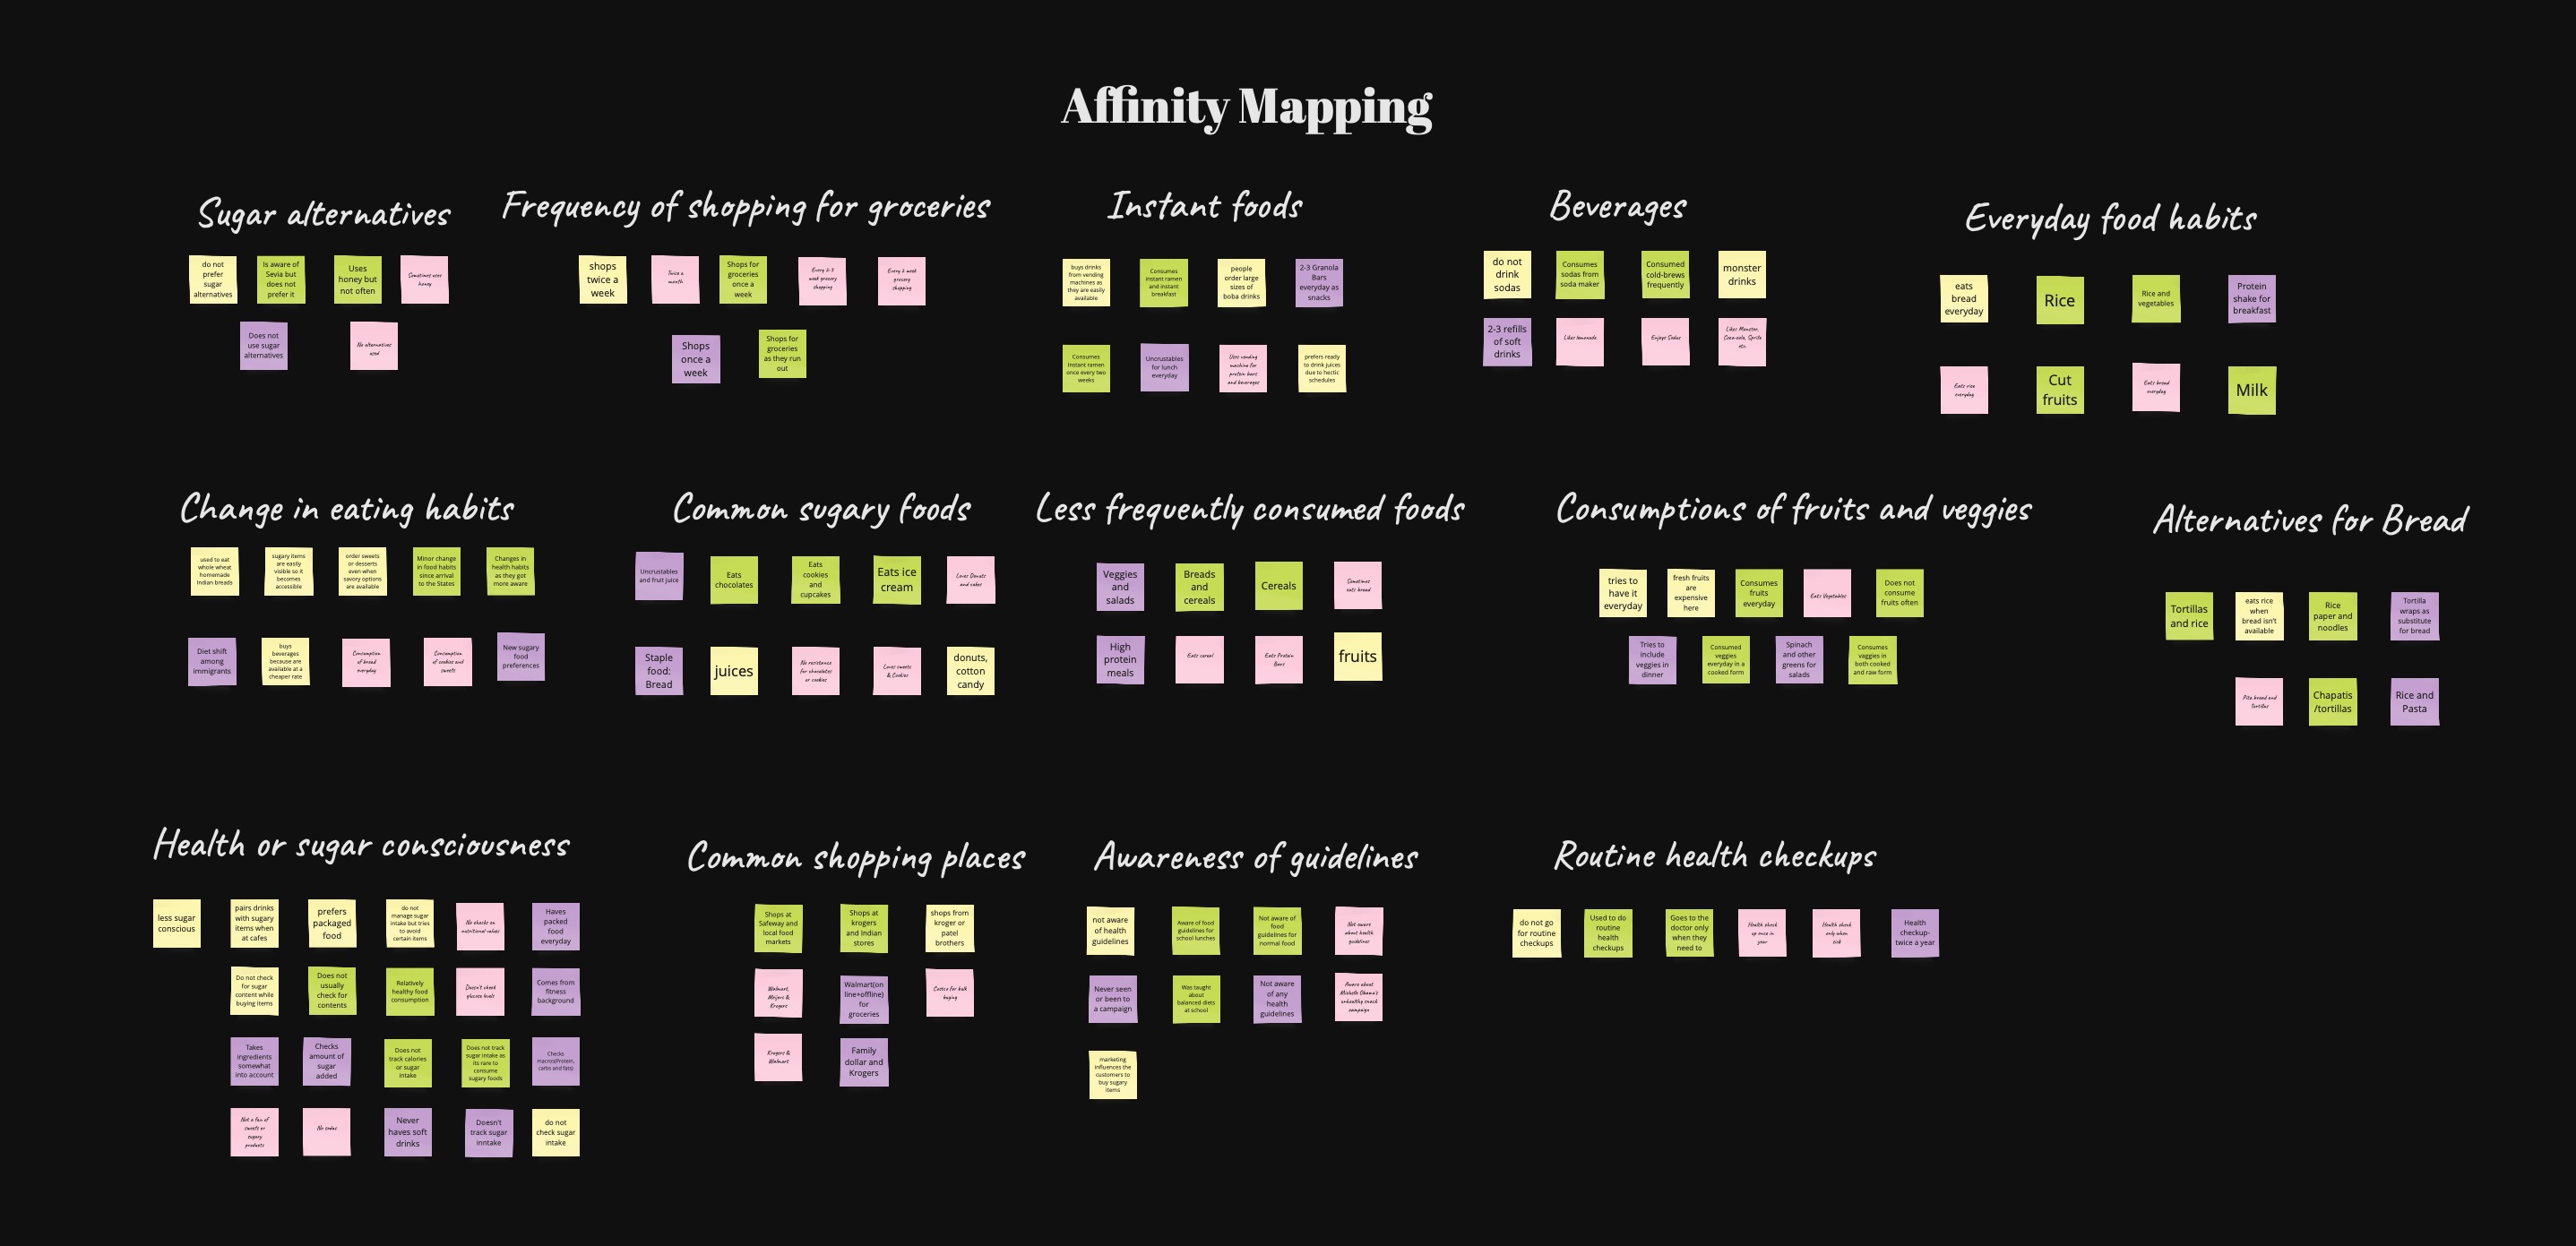 Affinity Mapping
Sugar alternatives
do not
prefer
sugar
alternatives
Is aware of
Sevia but
does not
prefer it
Uses
honey but
not often
Sometimes uses
honey
Does not
use sugar
alternatives
No alternatives
used
Frequency of shopping for groceries
shops
twice a
week
Twice a
month
Shops for
groceries
once a
week
Every 2-3
week grocery
shopping
Every 2 week
grocery
shopping
Shops
once a
week
Shops for
groceries
as they run
out
Instant foods
buys drinks
from vending
machines as
they are easily
available
Consumes
instant ramen
and instant
breakfast
people
order large
sizes of
boba drinks
2-3 Granola
Bars
everyday as
snacks
Consumes
Instant ramen
once every two
weeks
Uncrustables
for lunch
everyday
Uses vending
machine for
protein bars
and beverages
prefers ready
to drink juices
due to hectic
schedules
Beverages
do not
drink
sodas
Consumes
sodas from
soda maker
Consumed
cold-brews
frequently
monster
drinks
2-3 refills
of soft
drinks
Likes lemonade
Enjoys Sodas
Likes Monster,
Coca-cola, Sprite
etc.
Everyday food habits
eats
bread
everyday
Rice
Rice and
vegetables
Protein
shake for
breakfast
Eats rice
everyday
Cut
fruits
Eats bread
everyday
Milk
Change in eating habits
used to eat
whole wheat
homemade
Indian breads
sugary items
are easily
visible so it
becomes
accessible
order sweets
or desserts
even when
savory options
are available
Minor change
in food habits
since arrival
to the States
Changes in
health habits
as they got
more aware
Diet shift
among
immigrants
buys
beverages
because are
available at a
cheaper rate
Consumption
of bread
everyday
Consumption
of cookies and
sweets
New sugary
food
preferences
Common sugary foods
Uncrustables
and fruit juice
Eats
chocolates
Eats
cookies
and
cupcakes
Eats ice
cream
Loves Donuts
and cakes
Staple
food:
Bread
juices
No resistance
for chocolates
or cookies
Loves sweets
& Cookies
donuts,
cotton
candy
Less frequently consumed foods
Veggies
and
salads
Breads
and
cereals
Cereals
Sometimes
eats bread
High
protein
meals
Eats cereal
Eats Protein
Bars
fruits
Consumptions of fruits and veggies
tries to
have it
everyday
fresh fruits
are
expensive
here
Consumes
fruits
everyday
Eats Vegetables
Does not
consume
fruits often
Tries to
include
veggies in
dinner
Consumed
veggies
everyday in a
cooked form
Spinach
and other
greens for
salads
Consumes
vaggies in
both cooked
and raw form
Alternatives for Bread
Tortillas
and rice
eats rice
when
bread isn't
available
Rice
paper and
noodles
Tortilla
wraps as
substitute
for bread
Pita bread and
Tortillas
Chapatis
/tortillas
Rice and
Pasta
Health or sugar consciousness
less sugar
conscious
pairs drinks
with sugary
items when
at cafes
prefers
packaged
food
do not
manage sugar
intake but tries
to avoid
certain items
No checks on
nutritional values
Haves
packed
food
everyday
Do not check
for sugar
content while
buying items
Does not
usually
check for
contents
Relatively
healthy food
consumption
Doesn't check
glucose levels
Comes from
fitness
background
Takes
ingredients
somewhat
into account
Checks
amount of
sugar
added
Does not
track calories
or sugar
intake
Does not track
sugar intake as
its rare to
consume
sugary foods
Checks
macros(Protein,
carbs and fats)
Not a fan of
sweets or
sugary
products
No sodas
Never
haves soft
drinks
Doesn't
track sugar
inntake
do not
check sugar
intake
Common shopping places
Shops at
Safeway and
local food
markets
Shops at
krogers
and Indian
stores
shops from
kroger or
patel
brothers
Walmart,
Meijers &
Krogers
Walmart(on
line+offline)
for
groceries
Costco for bulk
buying
Krogers &
Walmart
Family
dollar and
Krogers
Awareness of guidelines
not aware
of health
guidelines
Aware of food
guidelines for
school lunches
Not aware of
food
guidelines for
normal food
Not aware
about health
guidelines
Never seen
or been to
a campaign
Was taught
about
balanced diets
at school
Not aware
of any
health
guidelines
Aware about
Michelle Obama's
unhealthy snack
campaign
marketing
influences the
customers to
buy sugary
items
Routine health checkups
do not go
for routine
checkups
Used to do
routine
health
checkups
Goes to the
doctor only
when they
need to
Health check
up once in
year
Health check
only when
sick
Health
checkup-
twice a year